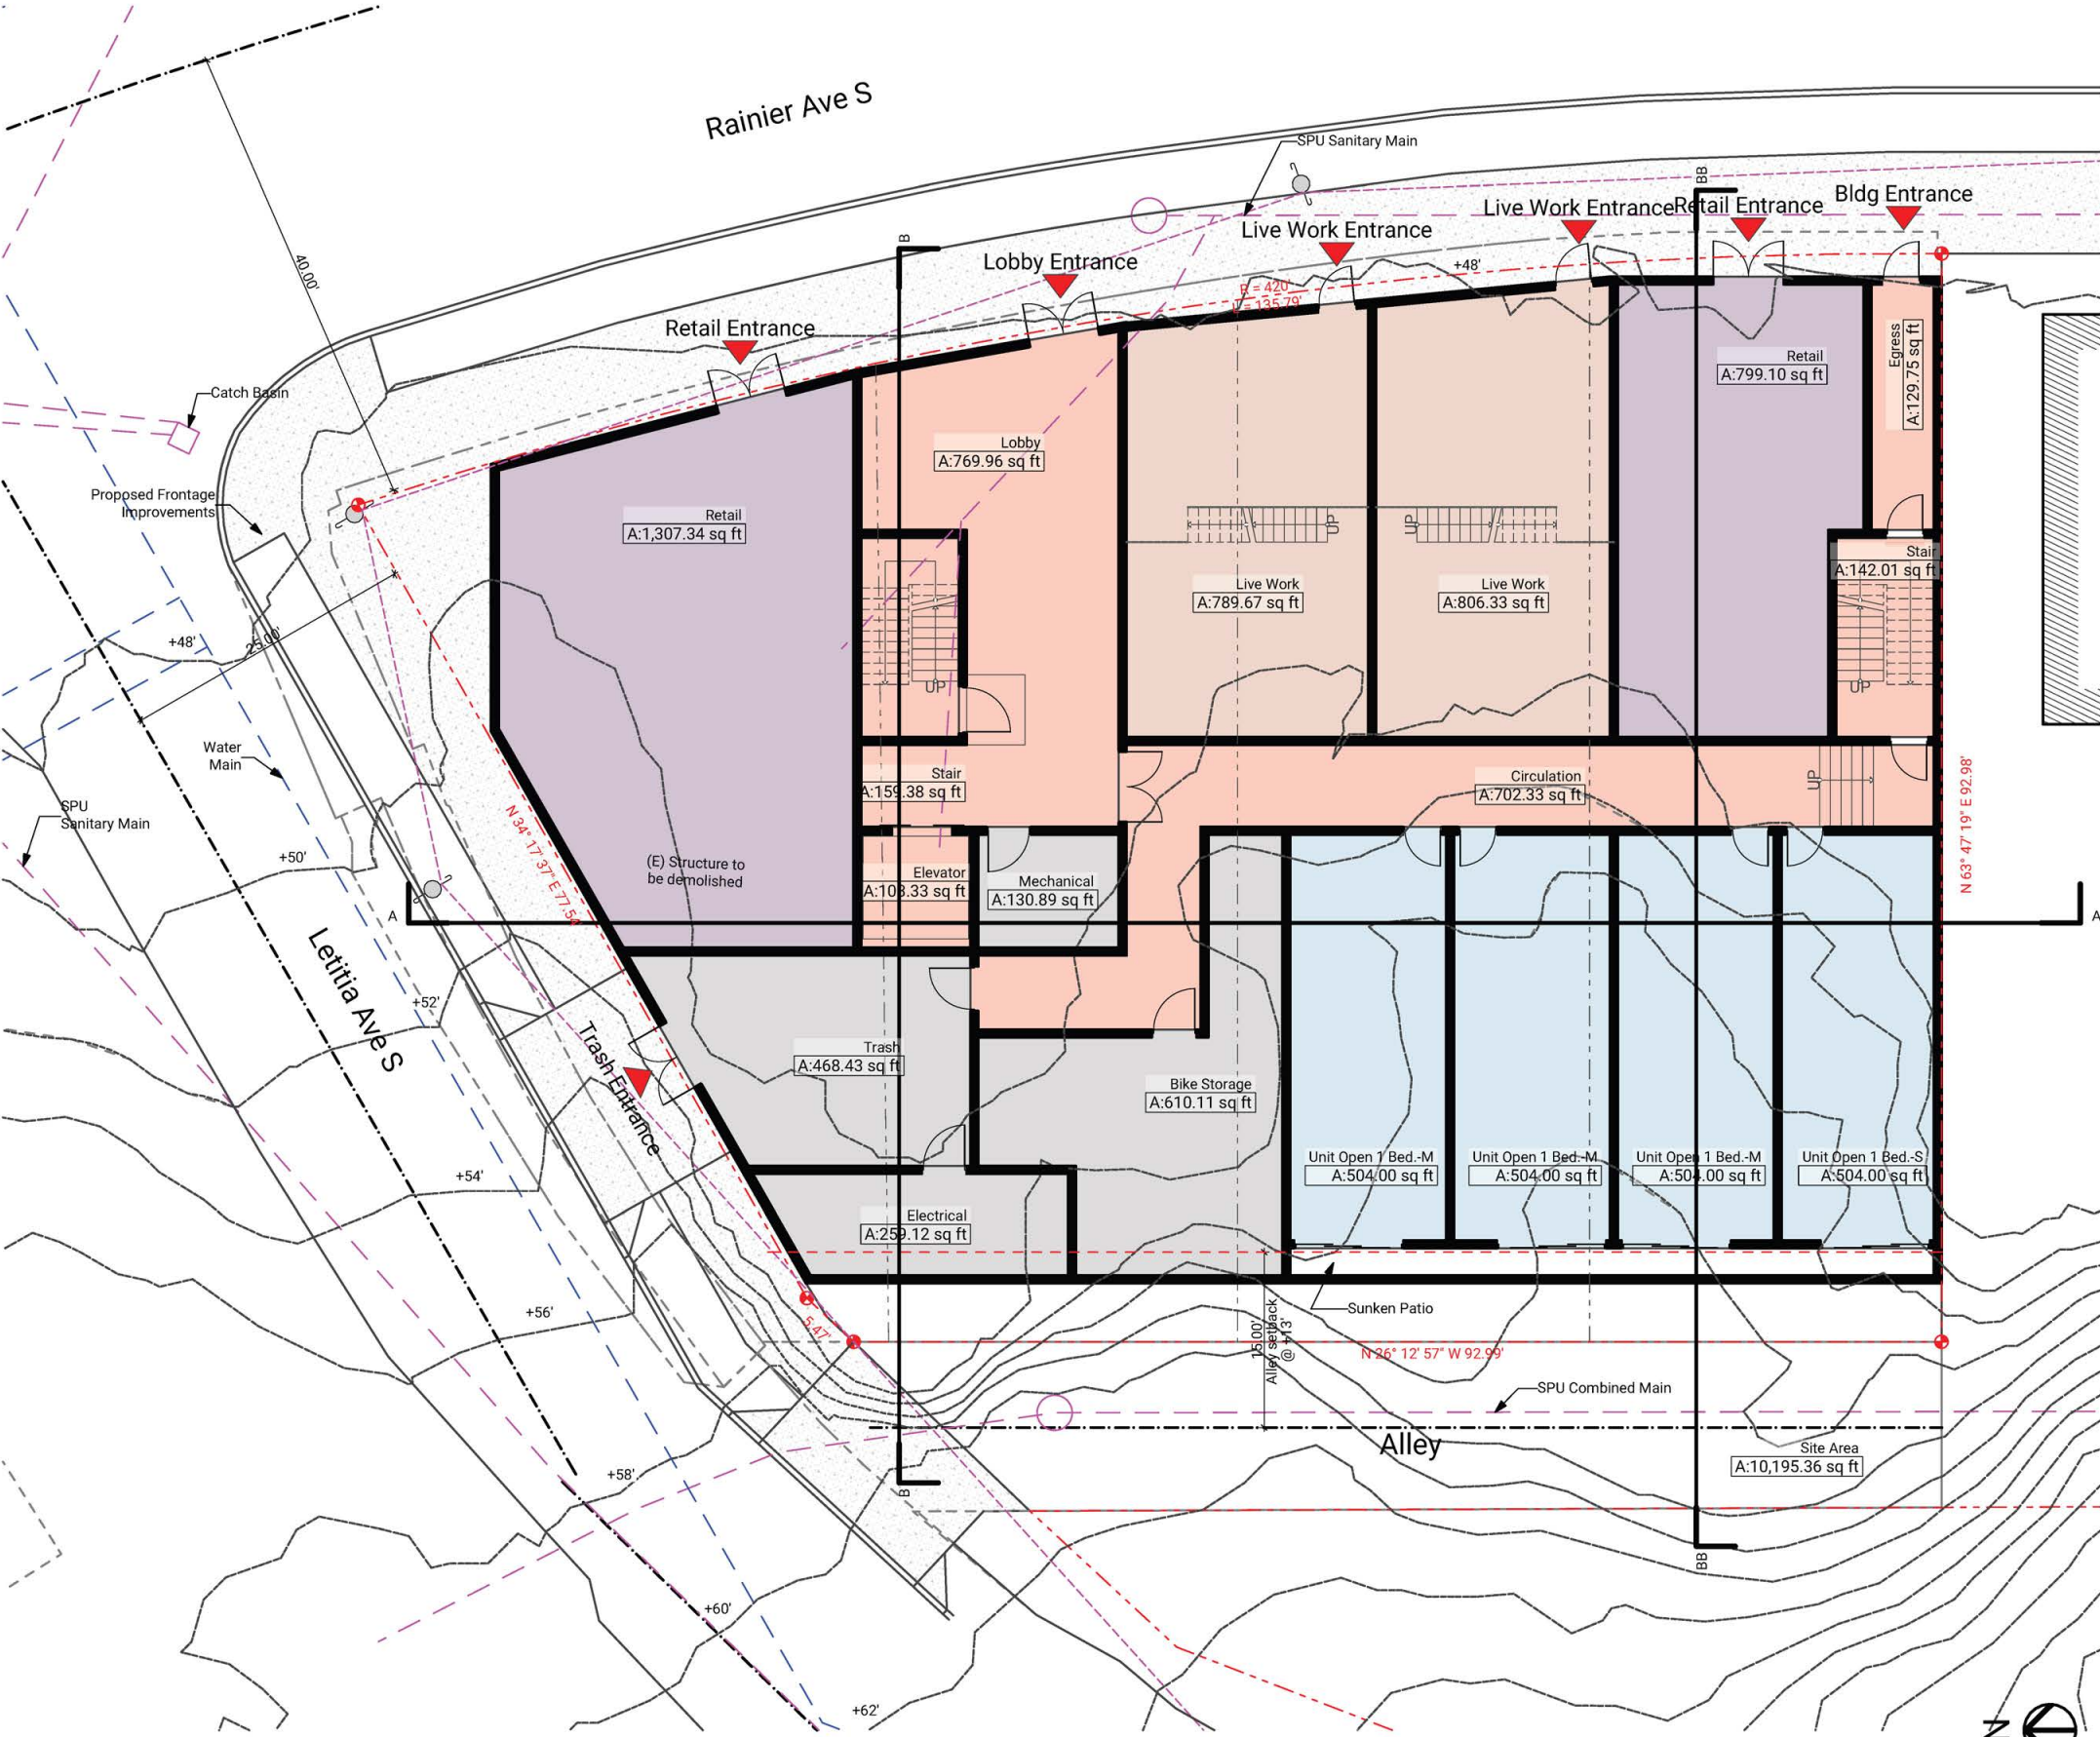 Rainier Ave S
SPU Sanitary Main
BB
Bldg Entrance
Live Work Entrance
Retail Entrance
Live Work Entrance
B
Lobby Entrance
+48'
40.00'
R = 420'
L = 135.79'
Retail Entrance
Catch Basin
Retail
A:799.10 sq ft
Egress
A:129.75 sq ft
Lobby
A:769.96 sq ft
Proposed Frontage
Improvements
Retail
A:1,307.34 sq ft
UP
UP
Stair
A:142.01 sq ft
Live Work
A:789.67 sq ft
Live Work
A:806.33 sq ft
+48'
25.00'
UP
UP
Water
Main
Stair
A:159.38 sq ft
Circulation
A:702.33 sq ft
UP
N 63° 47' 19" E 92.98'
SPU
Sanitary Main
N 34° 17' 37" E 77.54'
+50'
(E) Structure to
be demolished
Elevator
A:103.33 sq ft
Mechanical
A:130.89 sq ft
A
A
Letitia Ave S
+52'
Trash Entrance
Trash
A:468.43 sq ft
Bike Storage
A:610.11 sq ft
+54'
Unit Open 1 Bed.-M
A:504.00 sq ft
Unit Open 1 Bed.-M
A:504.00 sq ft
Unit Open 1 Bed.-M
A:504.00 sq ft
Unit Open 1 Bed.-S
A:504.00 sq ft
Electrical
A:259.12 sq ft
+56'
5.47'
Sunken Patio
15.00'
Alley setback
@ +13'
N 26° 12' 57" W 92.99'
SPU Combined Main
Alley
Site Area
A:10,195.36 sq ft
+58'
B
BB
+60'
+62'
N